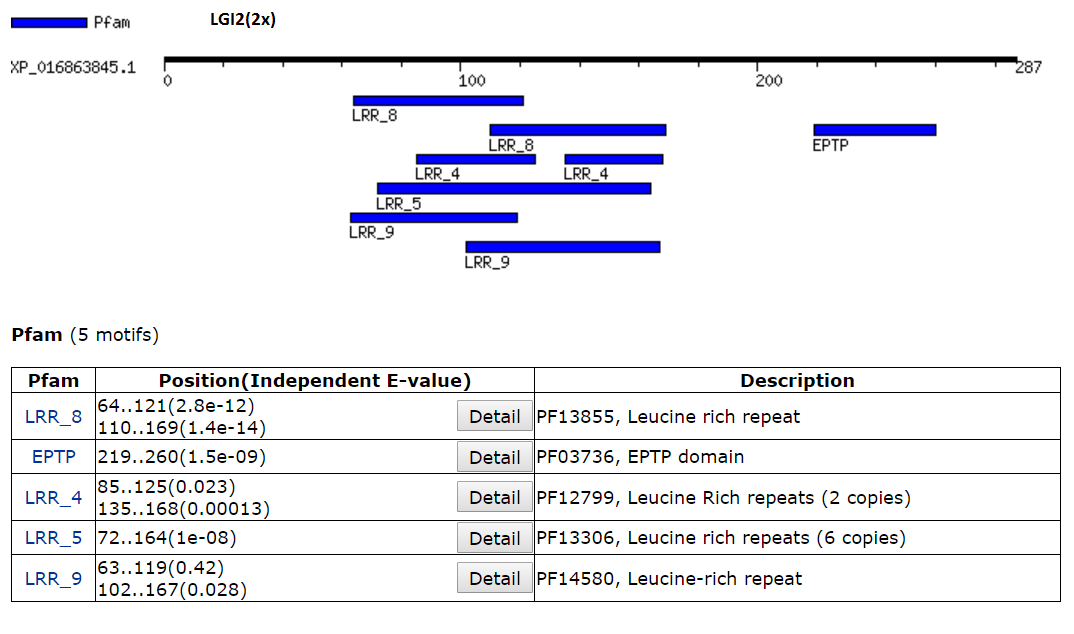 Pfam
LGI2(2x)
XP_016863845.1
0
100
200
287
LRR_8
LRR_8
EPTP
LRR_4
LRR_4
LRR_5
LRR_9
LRR_9
Pfam (5 motifs)
Pfam Position(Independent E-value) Description
LRR_8 64..121(2.8e-12)
110..169(1.4e-14) Detail PF13855, Leucine rich repeat
EPTP 219..260(1.5e-09) Detail PF03736, EPTP domain
LRR_4 85..125(0.023)
135..168(0.00013) Detail PF12799, Leucine Rich repeats (2 copies)
LRR_5 72..164(1e-08) Detail PF13306, Leucine rich repeats (6 copies)
LRR_9 63..119(0.42)
102..167(0.028) Detail PF14580, Leucine-rich repeat